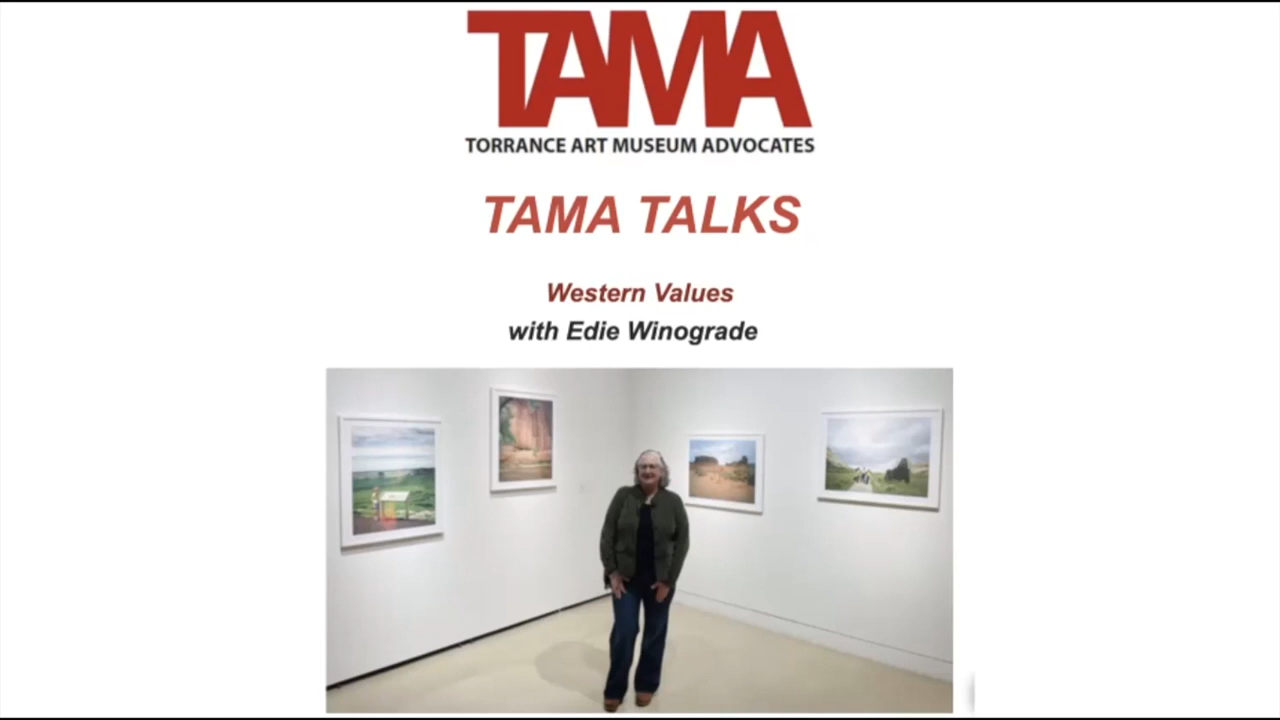 TAMA
TORRANCE ART MUSEUM ADVOCATES
TAMA TALKS
Western Values
with Edie Winograde